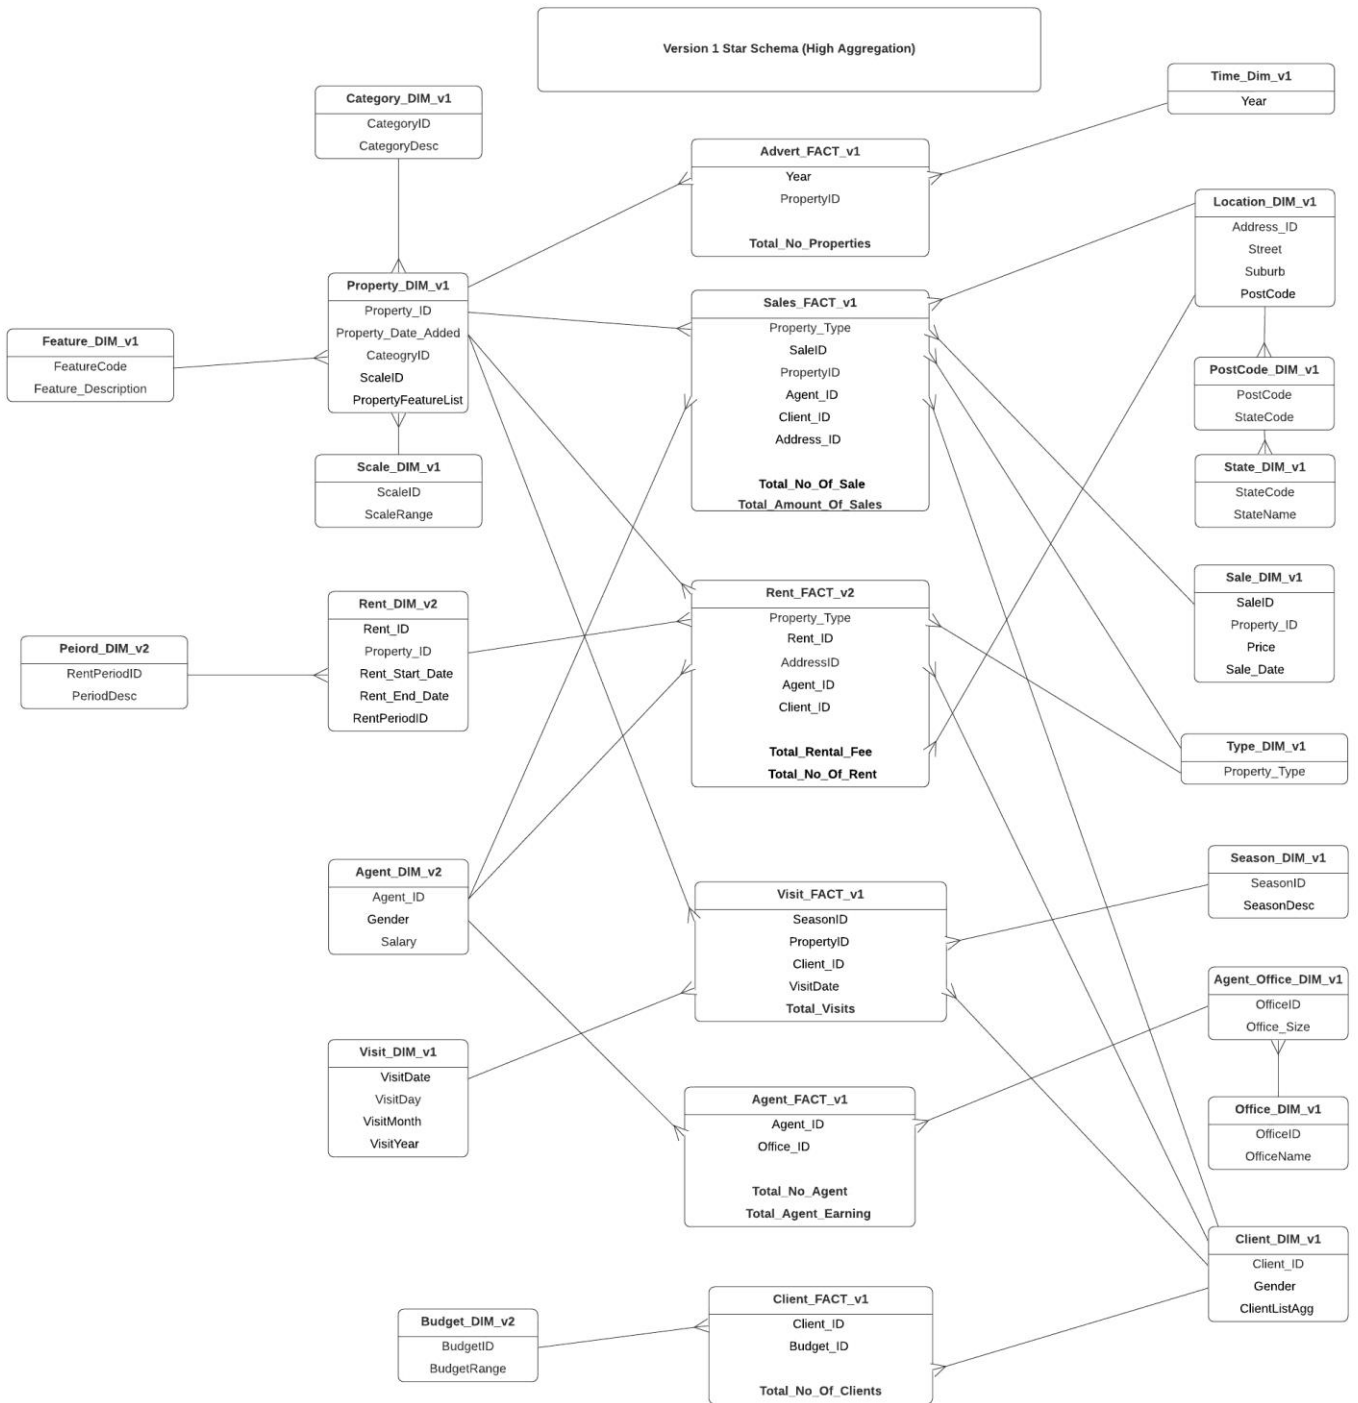 Version 1 Star Schema (High Aggregation)
Category_DIM_v1
CategoryID
CategoryDesc
Feature_DIM_v1
FeatureCode
Feature_Description
Property_DIM_v1
Property_ID
Property_Date_Added
CateogryID
ScaleID
PropertyFeatureList
Scale_DIM_v1
ScaleID
ScaleRange
Peiord_DIM_v2
RentPeriodID
PeriodDesc
Rent_DIM_v2
Rent_ID
Property_ID
Rent_Start_Date
Rent_End_Date
RentPeriodID
Agent_DIM_v2
Agent_ID
Gender
Salary
Visit_DIM_v1
VisitDate
VisitDay
VisitMonth
VisitYear
Budget_DIM_v2
BudgetID
BudgetRange
Advert_FACT_v1
Year
PropertyID
Total_No_Properties
Sales_FACT_v1
Property_Type
SaleID
PropertyID
Agent_ID
Client_ID
Address_ID
Total_No_Of_Sale
Total_Amount_Of_Sales
Rent_FACT_v2
Property_Type
Rent_ID
AddressID
Agent_ID
Client_ID
Total_Rental_Fee
Total_No_Of_Rent
Visit_FACT_v1
SeasonID
PropertyID
Client_ID
VisitDate
Total_Visits
Agent_FACT_v1
Agent_ID
Office_ID
Total_No_Agent
Total_Agent_Earning
Client_FACT_v1
Client_ID
Budget_ID
Total_No_Of_Clients
Time_Dim_v1
Year
Location_DIM_v1
Address_ID
Street
Suburb
PostCode
PostCode_DIM_v1
PostCode
StateCode
State_DIM_v1
StateCode
StateName
Sale_DIM_v1
SaleID
Property_ID
Price
Sale_Date
Type_DIM_v1
Property_Type
Season_DIM_v1
SeasonID
SeasonDesc
Agent_Office_DIM_v1
OfficeID
Office_Size
Office_DIM_v1
OfficeID
OfficeName
Client_DIM_v1
Client_ID
Gender
ClientListAgg